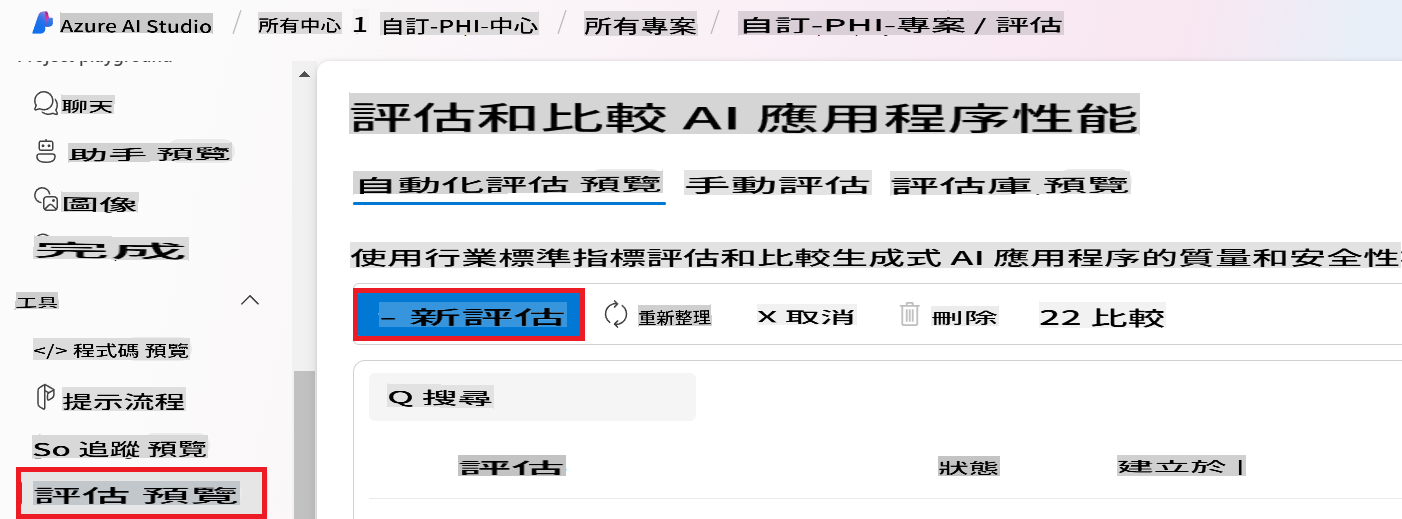 Azure AI Studio / 所有中心 1 自訂-PHI-中心 / 所有專案 / 自訂-PHI-專案 / 評估
Project playground
聊天
助手 預覽
圖像
完成
工具
</> 程式碼 預覽
提示流程
So 追蹤 預覽
評估 預覽
評估和比較 AI 應用程序性能
自動化評估 預覽 手動評估 評估庫 預覽
使用行業標準指標評估和比較生成式 AI 應用程序的質量和安全性
- 新評估 重新整理 X 取消 刪除 22 比較
Q 搜尋
評估 狀態 建立於 |